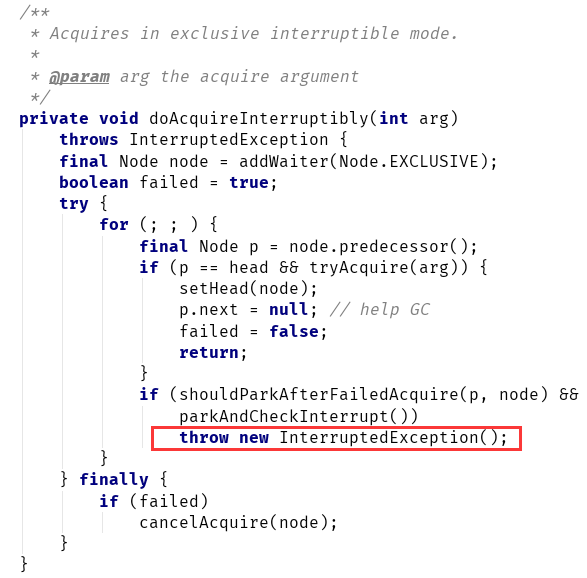 /**
 * Acquires in exclusive interruptible mode.
 *
 * @param arg the acquire argument
 */
private void doAcquireInterruptibly(int arg)
    throws InterruptedException {
    final Node node = addWaiter(Node.EXCLUSIVE);
    boolean failed = true;
    try {
        for (; ; ) {
            final Node p = node.predecessor();
            if (p == head && tryAcquire(arg)) {
                setHead(node);
                p.next = null; // help GC
                failed = false;
                return;
            }
            if (shouldParkAfterFailedAcquire(p, node) &&
                parkAndCheckInterrupt())
                throw new InterruptedException();
        }
    } finally {
        if (failed)
            cancelAcquire(node);
    }
}